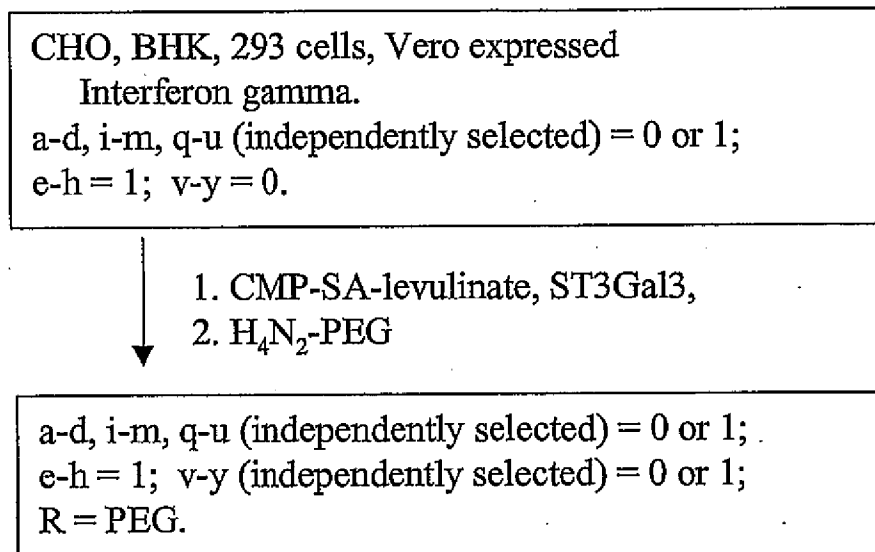 CHO, BHK, 293 cells, Vero expressed
Interferon gamma.
a-d, i-m, q-u (independently selected) = 0 or 1;
e-h = 1; v-y = 0.
1. CMP-SA-levulinate, ST3Gal3,
2. H₄N₂-PEG
a-d, i-m, q-u (independently selected) = 0 or 1;
e-h = 1; v-y (independently selected) = 0 or 1;
R = PEG.